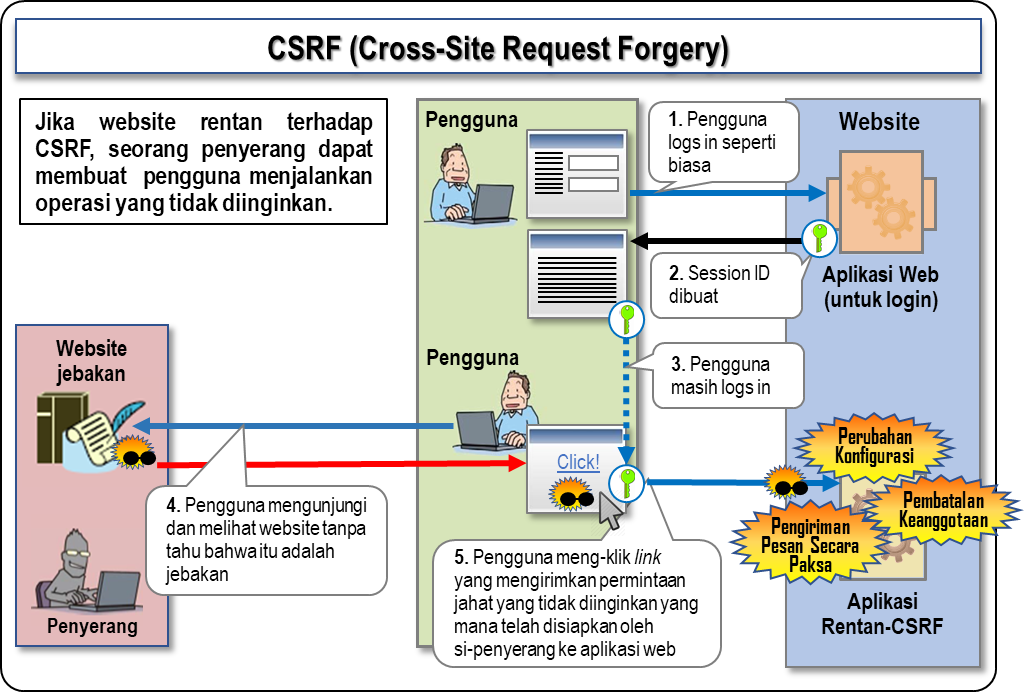 CSRF (Cross-Site Request Forgery)
Jika website rentan terhadap
CSRF, seorang penyerang dapat
membuat pengguna menjalankan
operasi yang tidak diinginkan.
Pengguna
1. Pengguna
logs in seperti
biasa
Website
2. Session ID
dibuat
Aplikasi Web
(untuk login)
Website
jebakan
Pengguna
3. Pengguna
masih logs in
Click!
Perubahan
Konfigurasi
Pembatalan
Keanggotaan
Pengiriman
Pesan Secara
Paksa
4. Pengguna mengunjungi
dan melihat website tanpa
tahu bahwa itu adalah
jebakan
5. Pengguna meng-klik link
yang mengirimkan permintaan
jahat yang tidak diinginkan yang
mana telah disiapkan oleh
si-penyerang ke aplikasi web
Penyerang
Aplikasi
Rentan-CSRF